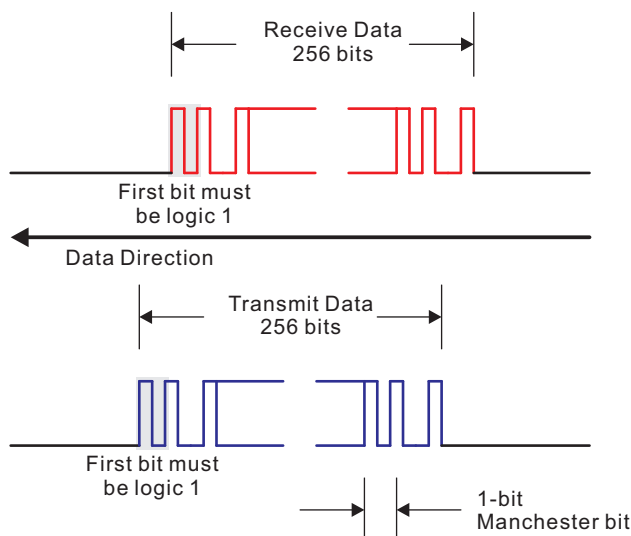 Receive Data
256 bits
First bit must
be logic 1
Data Direction
Transmit Data
256 bits
First bit must
be logic 1
1-bit
Manchester bit